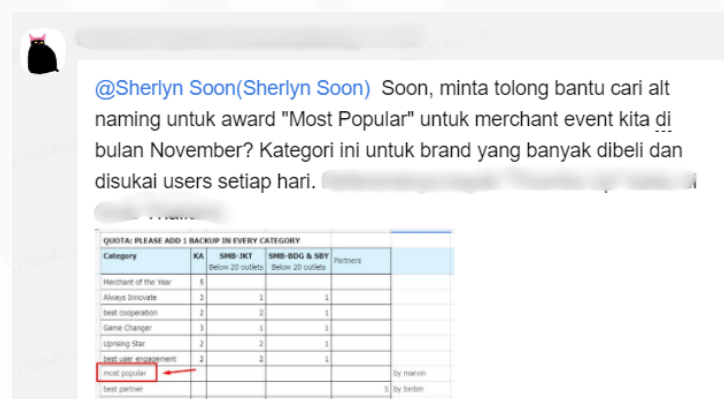 @Sherlyn Soon(Sherlyn Soon) Soon, minta tolong bantu cari alt
naming untuk award "Most Popular" untuk merchant event kita di
bulan November? Kategori ini untuk brand yang banyak dibeli dan
disukai users setiap hari.
QUOTA: PLEASE ADD 1 BACKUP IN EVERY CATEGORY
Category KA SMB-JKT Below 20 outlets SMB-BDG & SBY Below 20 outlets Partners
Merchant of the Year 5
Always Innovate 3 1 1
best cooperation 2 2 1
Game Changer 3 1 1
Uprising Star 2 2 1
best user engagement 2 2 1
most popular by marvin
best partner 5 by binbin